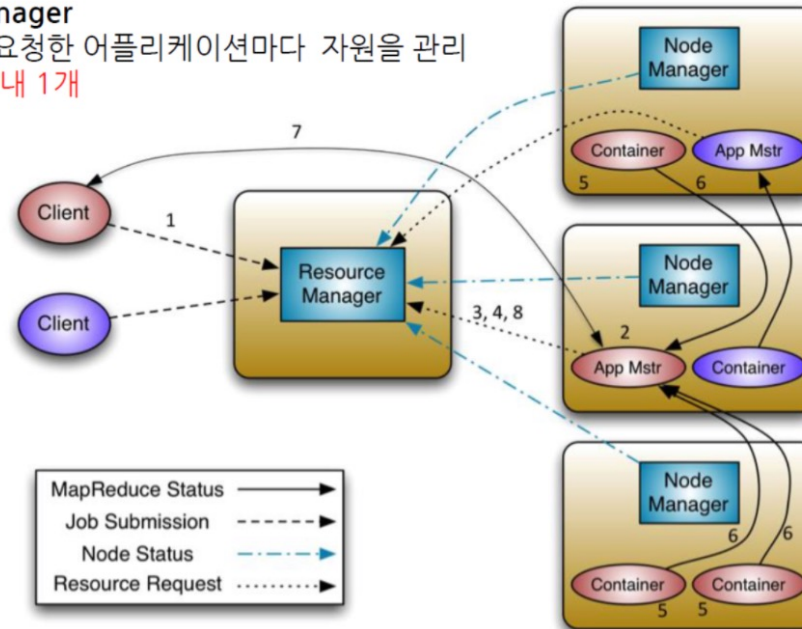 nager
요청한 어플리케이션마다 자원을 관리
내 1개
Node
Manager
7
Container
App Mstr
5
6
Client
1
Resource
Manager
Node
Manager
Client
3, 4, 8
2
App Mstr
Container
MapReduce Status
Job Submission
Node Status
Resource Request
Node
Manager
6
6
Container
Container
5
5